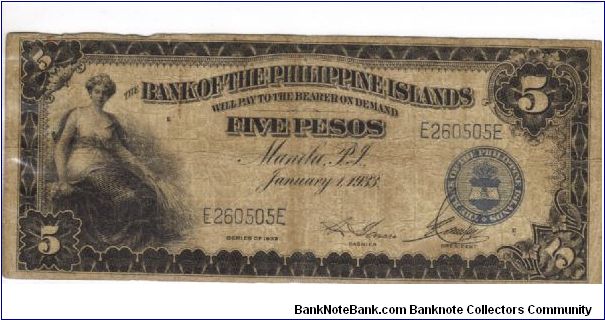 5
THE BANK OF THE PHILIPPINE ISLANDS
5
WILL PAY TO THE BEARER ON DEMAND
FIVE PESOS
E260505E
Manila, P.I.
January 1, 1933
E260505E
SERIES OF 1933
CASHIER
PRESIDENT
5
5
BankNoteBank.com Banknote Collectors Community